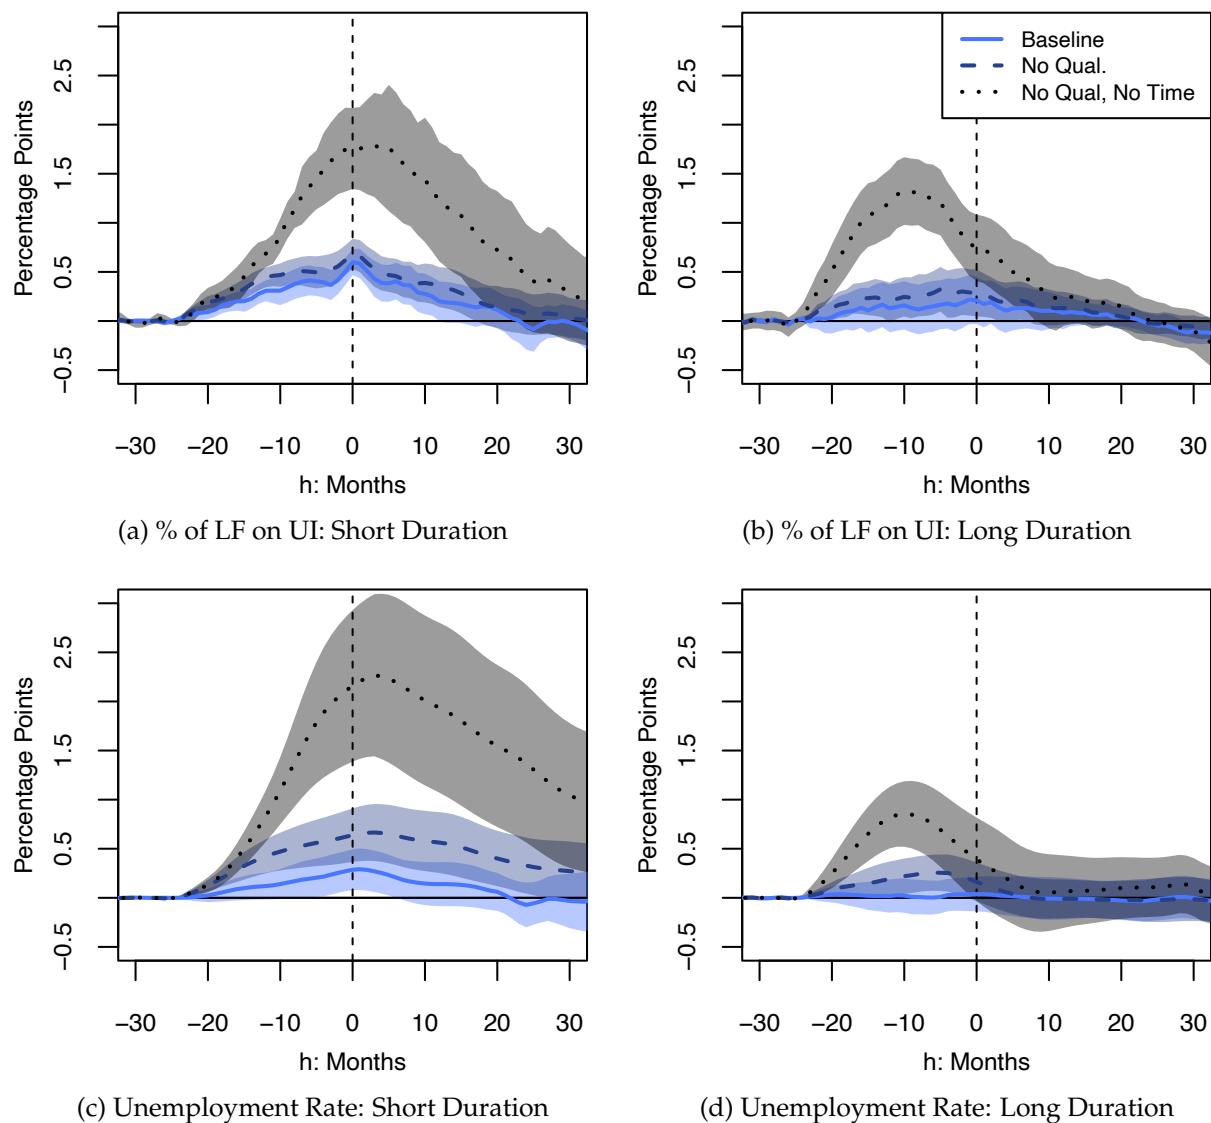 Percentage Points
2.5
1.5
0.5
−0.5
−30
−20
−10
0
10
20
30
h: Months
(a) % of LF on UI: Short Duration
Baseline
No Qual.
No Qual, No Time
Percentage Points
2.5
1.5
0.5
−0.5
−30
−20
−10
0
10
20
30
h: Months
(b) % of LF on UI: Long Duration
Percentage Points
2.5
1.5
0.5
−0.5
−30
−20
−10
0
10
20
30
h: Months
(c) Unemployment Rate: Short Duration
Percentage Points
2.5
1.5
0.5
−0.5
−30
−20
−10
0
10
20
30
h: Months
(d) Unemployment Rate: Long Duration